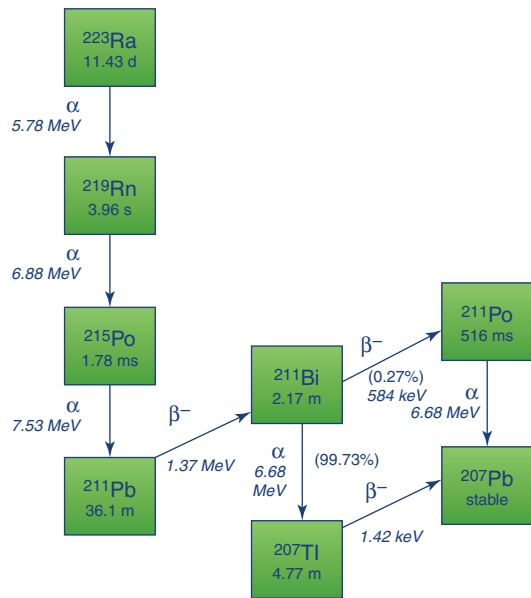 ²²³Ra
11.43 d
α
5.78 MeV
²¹⁹Rn
3.96 s
α
6.88 MeV
²¹⁵Po
1.78 ms
α
7.53 MeV
²¹¹Pb
36.1 m
β⁻
1.37 MeV
²¹¹Bi
2.17 m
β⁻
(0.27%)
584 keV
²¹¹Po
516 ms
α
6.68 MeV
α
6.68
MeV
(99.73%)
²⁰⁷Tl
4.77 m
β⁻
1.42 keV
²⁰⁷Pb
stable